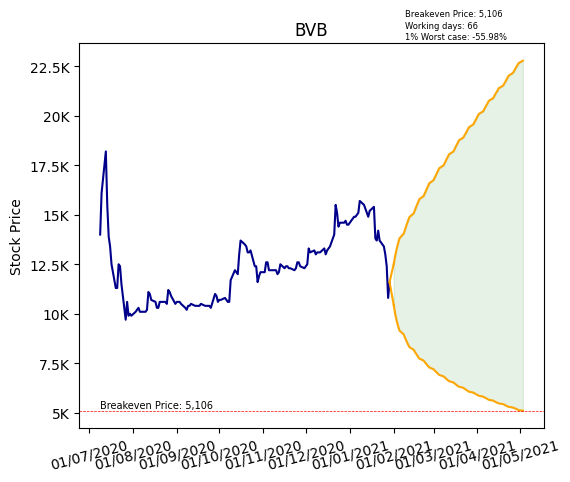 Breakeven Price: 5,106
Working days: 66
1% Worst case: -55.98%
BVB
Stock Price
22.5K
20K
17.5K
15K
12.5K
10K
7.5K
5K
Breakeven Price: 5,106
01/07/2020
01/08/2020
01/09/2020
01/10/2020
01/11/2020
01/12/2020
01/01/2021
01/02/2021
01/03/2021
01/04/2021
01/05/2021